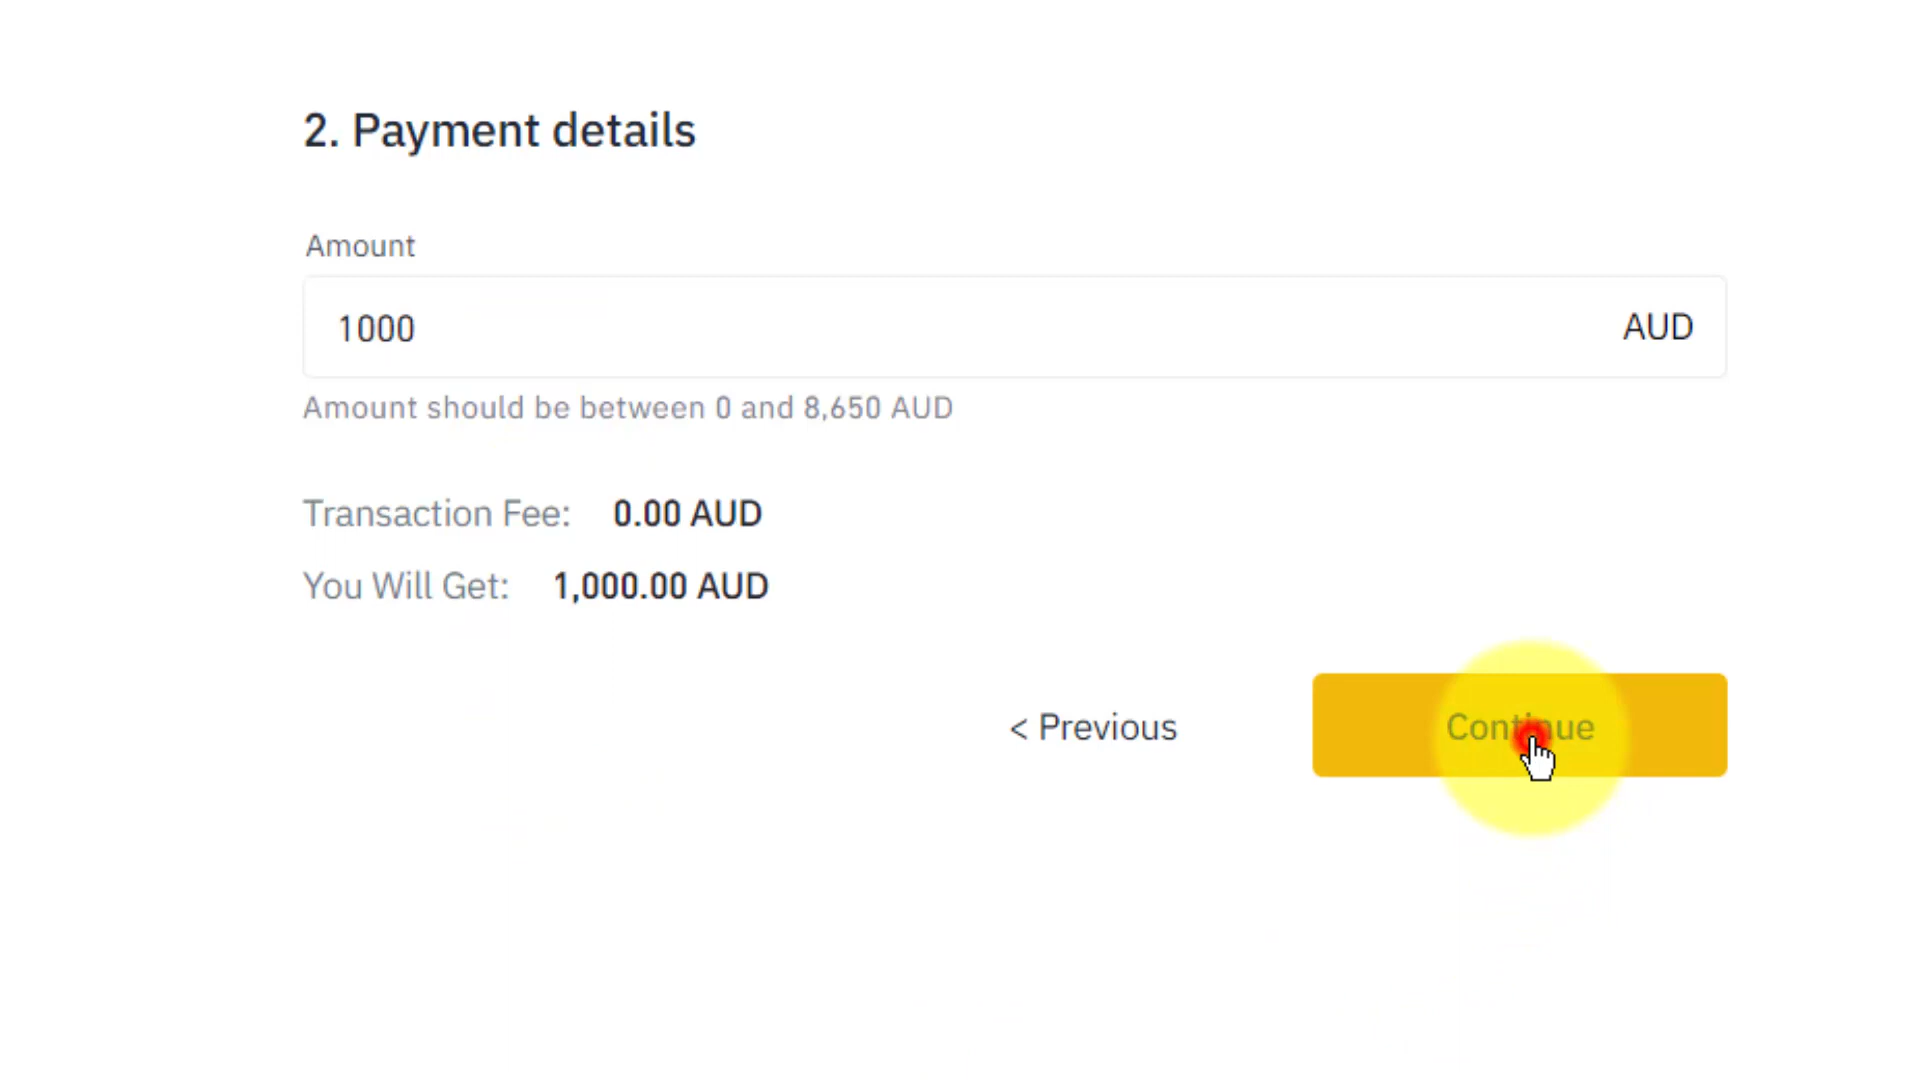 2. Payment details
Amount
1000 AUD
Amount should be between 0 and 8,650 AUD
Transaction Fee: 0.00 AUD
You Will Get: 1,000.00 AUD
< Previous Continue